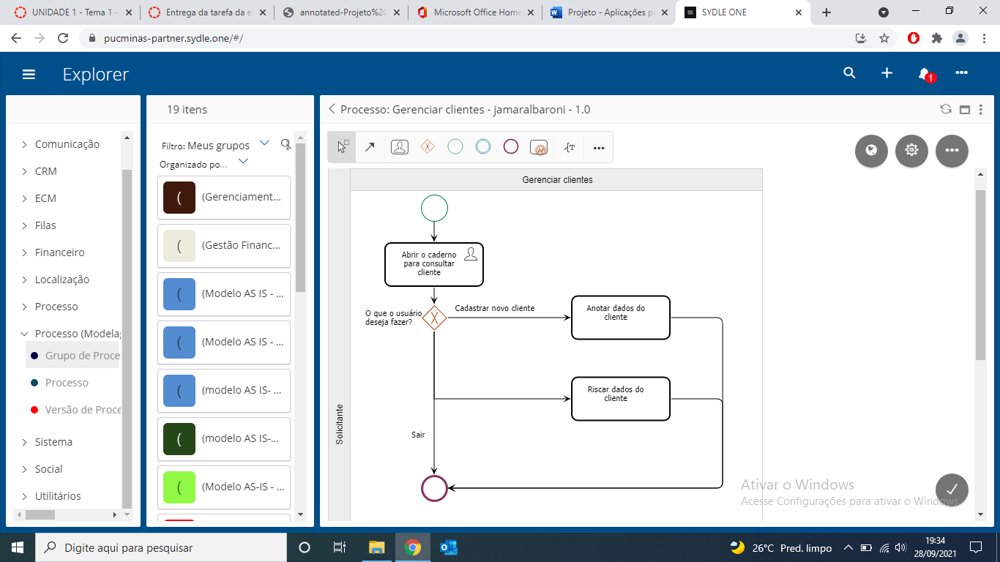 UNIDADE 1 - Tema 1 -
Entrega da tarefa da e
annotated-Projeto%20
Microsoft Office Home
Projeto - Aplicações p
SYDLE ONE
pucminas-partner.sydle.one/#/
Explorer
1
19 itens
Processo: Gerenciar clientes - jamaralbaroni - 1.0
Comunicação
CRM
ECM
Filas
Financeiro
Localização
Processo
Processo (Modelag
Grupo de Proce
Processo
Versão de Proce
Sistema
Social
Utilitários
Filtro: Meus grupos
Organizado po...
( (Gerenciament...
( (Gestão Financ...
( (Modelo AS IS - ...
( (Modelo AS IS - ...
( (modelo AS IS- ...
( (modelo AS IS-...
( (Modelo AS-IS - ...
T
Gerenciar clientes
Solicitante
Abrir o caderno
para consultar
cliente
O que o usuário
deseja fazer?
Cadastrar novo cliente
Anotar dados do
cliente
Riscar dados do
cliente
Sair
Ativar o Windows
Acesse Configurações para ativar o Windows.
Digite aqui para pesquisar
26°C Pred. limpo
19:34
28/09/2021